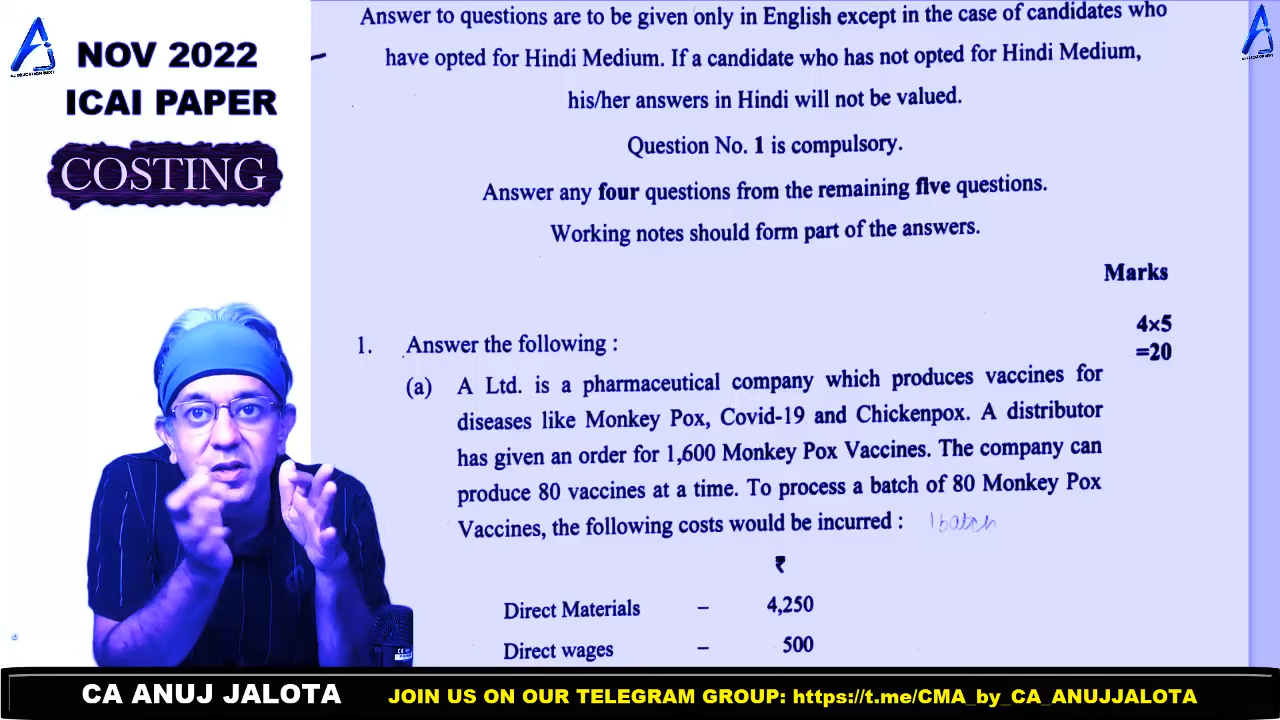 NOV 2022
ICAI PAPER
COSTING
Answer to questions are to be given only in English except in the case of candidates who
have opted for Hindi Medium. If a candidate who has not opted for Hindi Medium,
his/her answers in Hindi will not be valued.
Question No. 1 is compulsory.
Answer any four questions from the remaining five questions.
Working notes should form part of the answers.
Marks
4×5
=20
1. Answer the following :
(a) A Ltd. is a pharmaceutical company which produces vaccines for
diseases like Monkey Pox, Covid-19 and Chickenpox. A distributor
has given an order for 1,600 Monkey Pox Vaccines. The company can
produce 80 vaccines at a time. To process a batch of 80 Monkey Pox
Vaccines, the following costs would be incurred : 1 batch
₹
Direct Materials – 4,250
Direct wages – 500
CA ANUJ JALOTA JOIN US ON OUR TELEGRAM GROUP: https://t.me/CMA_by_CA_ANUJJALOTA